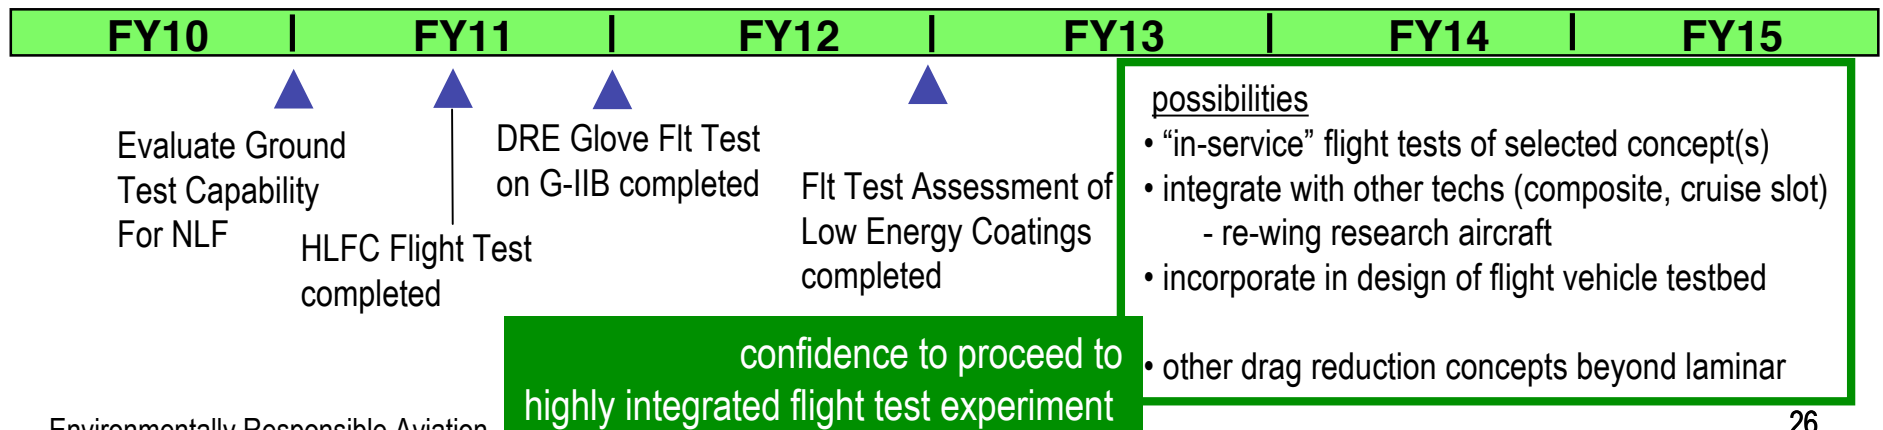 FY10 | FY11 | FY12 | FY13 | FY14 | FY15
Evaluate Ground
Test Capability
For NLF
HLFC Flight Test
completed
DRE Glove Flt Test
on G-IIB completed
Flt Test Assessment of
Low Energy Coatings
completed
possibilities
• “in-service” flight tests of selected concept(s)
• integrate with other techs (composite, cruise slot)
- re-wing research aircraft
• incorporate in design of flight vehicle testbed
• other drag reduction concepts beyond laminar
confidence to proceed to
highly integrated flight test experiment
Environmentally Responsible Aviation
26